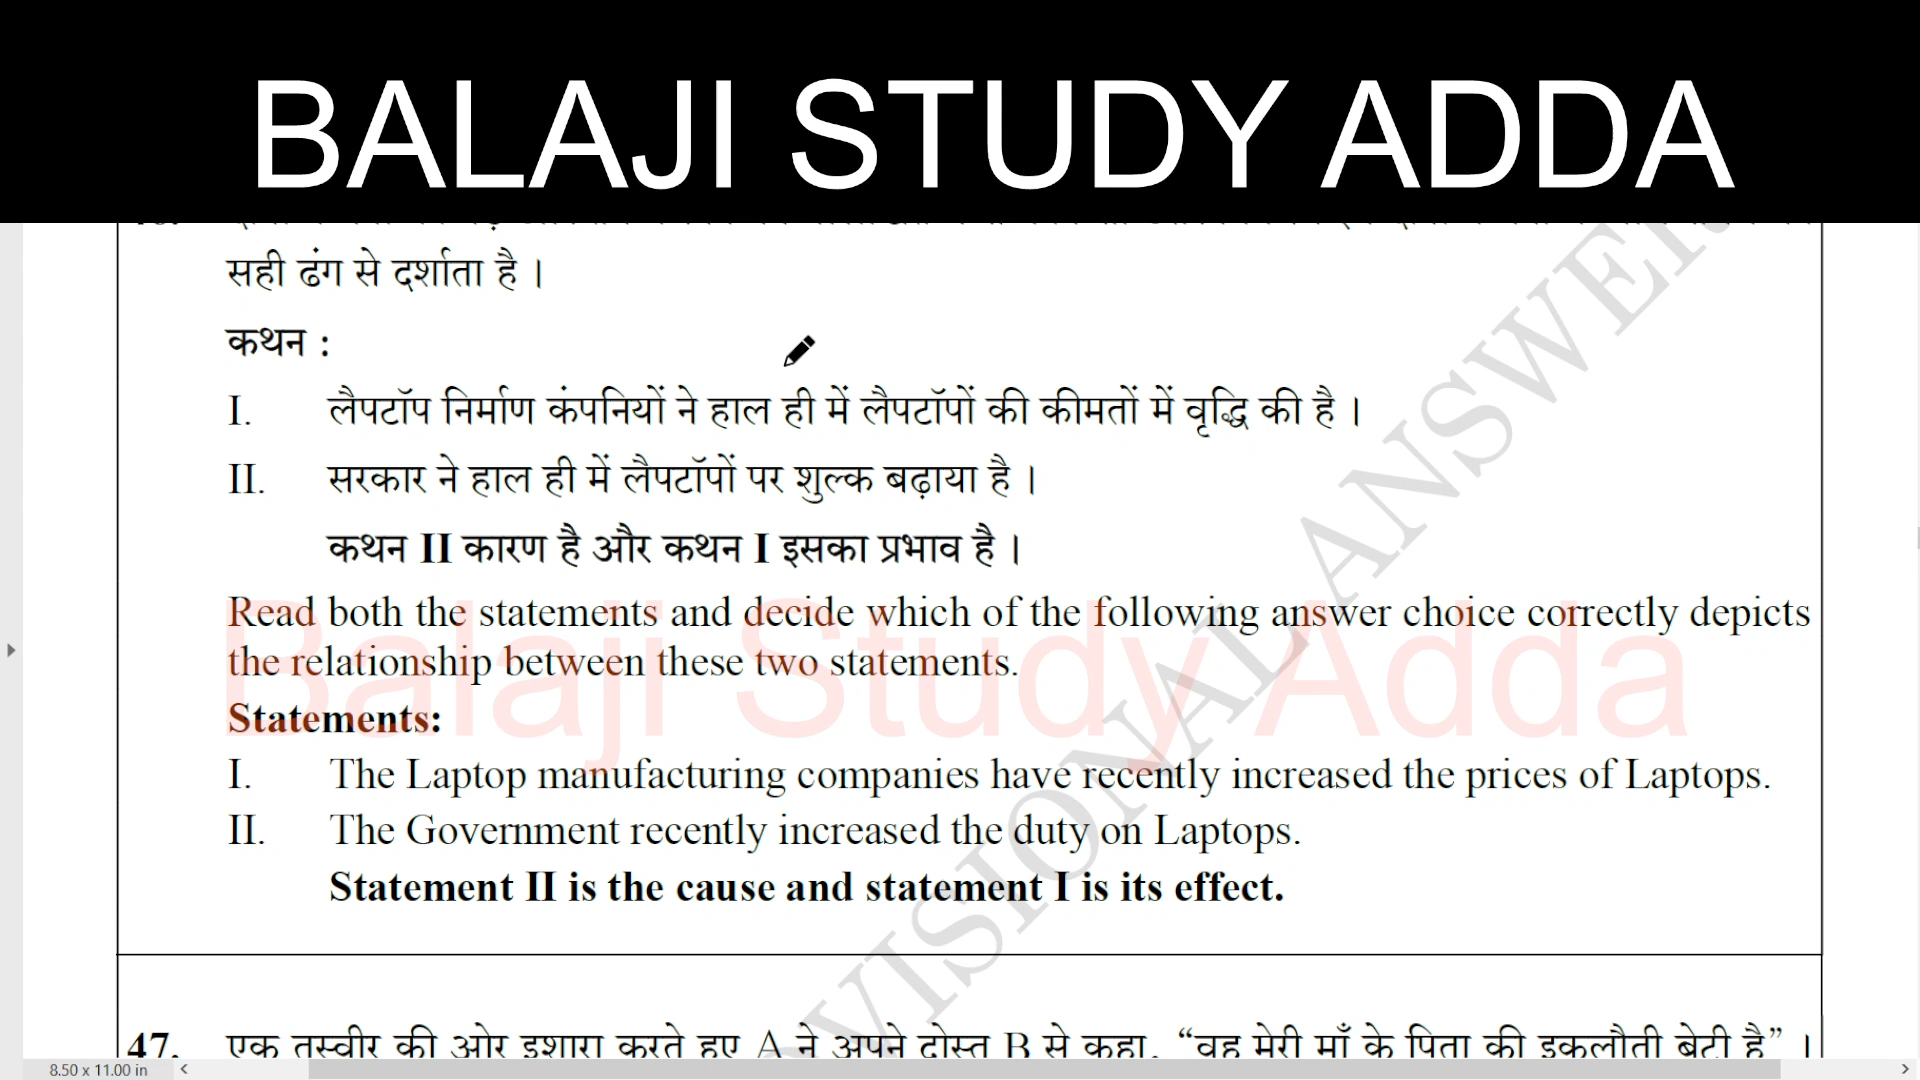 BALAJI STUDY ADDA
सही ढंग से दर्शाता है ।
कथन :
I. लैपटॉप निर्माण कंपनियों ने हाल ही में लैपटॉपों की कीमतों में वृद्धि की है ।
II. सरकार ने हाल ही में लैपटॉपों पर शुल्क बढ़ाया है ।
कथन II कारण है और कथन I इसका प्रभाव है ।
Read both the statements and decide which of the following answer choice correctly depicts
the relationship between these two statements.
Balaji Study Adda
Statements:
I. The Laptop manufacturing companies have recently increased the prices of Laptops.
II. The Government recently increased the duty on Laptops.
Statement II is the cause and statement I is its effect.
47. एक तस्वीर की ओर इशारा करते हुए A ने अपने दोस्त B से कहा, “वह मेरी माँ के पिता की इकलौती बेटी है” ।
8.50 x 11.00 in